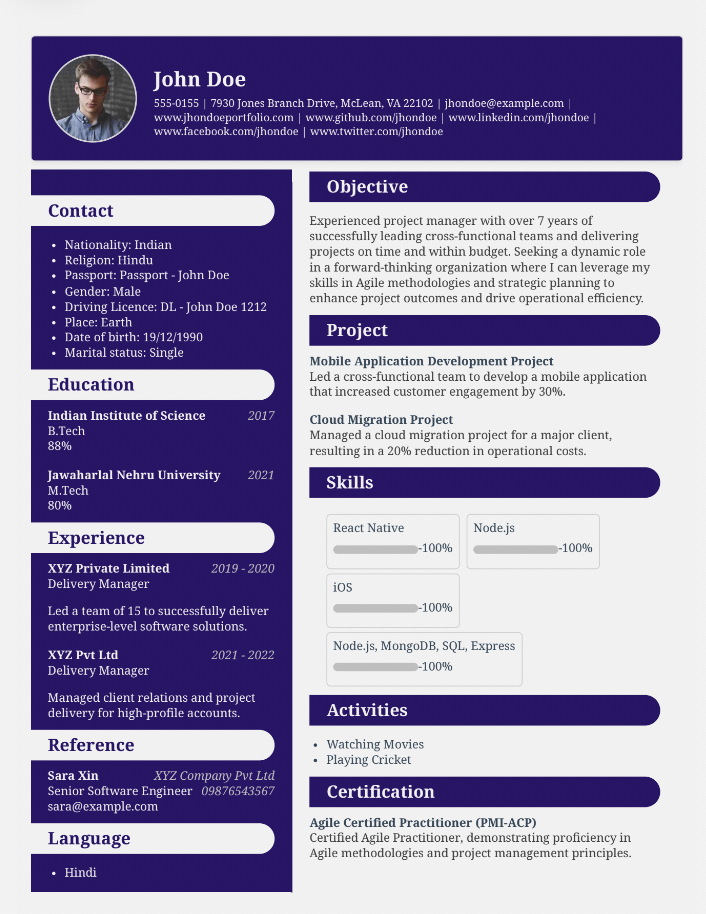 John Doe
555-0155 | 7930 Jones Branch Drive, McLean, VA 22102 | jhondoe@example.com |
www.jhondoeportfolio.com | www.github.com/jhondoe | www.linkedin.com/jhondoe |
www.facebook.com/jhondoe | www.twitter.com/jhondoe
Contact
• Nationality: Indian
• Religion: Hindu
• Passport: Passport - John Doe
• Gender: Male
• Driving Licence: DL - John Doe 1212
• Place: Earth
• Date of birth: 19/12/1990
• Marital status: Single
Education
Indian Institute of Science 2017
B.Tech
88%
Jawaharlal Nehru University 2021
M.Tech
80%
Experience
XYZ Private Limited 2019 - 2020
Delivery Manager
Led a team of 15 to successfully deliver
enterprise-level software solutions.
XYZ Pvt Ltd 2021 - 2022
Delivery Manager
Managed client relations and project
delivery for high-profile accounts.
Reference
Sara Xin XYZ Company Pvt Ltd
Senior Software Engineer 09876543567
sara@example.com
Language
• Hindi
Objective
Experienced project manager with over 7 years of
successfully leading cross-functional teams and delivering
projects on time and within budget. Seeking a dynamic role
in a forward-thinking organization where I can leverage my
skills in Agile methodologies and strategic planning to
enhance project outcomes and drive operational efficiency.
Project
Mobile Application Development Project
Led a cross-functional team to develop a mobile application
that increased customer engagement by 30%.
Cloud Migration Project
Managed a cloud migration project for a major client,
resulting in a 20% reduction in operational costs.
Skills
React Native
-100%
Node.js
-100%
iOS
-100%
Node.js, MongoDB, SQL, Express
-100%
Activities
• Watching Movies
• Playing Cricket
Certification
Agile Certified Practitioner (PMI-ACP)
Certified Agile Practitioner, demonstrating proficiency in
Agile methodologies and project management principles.